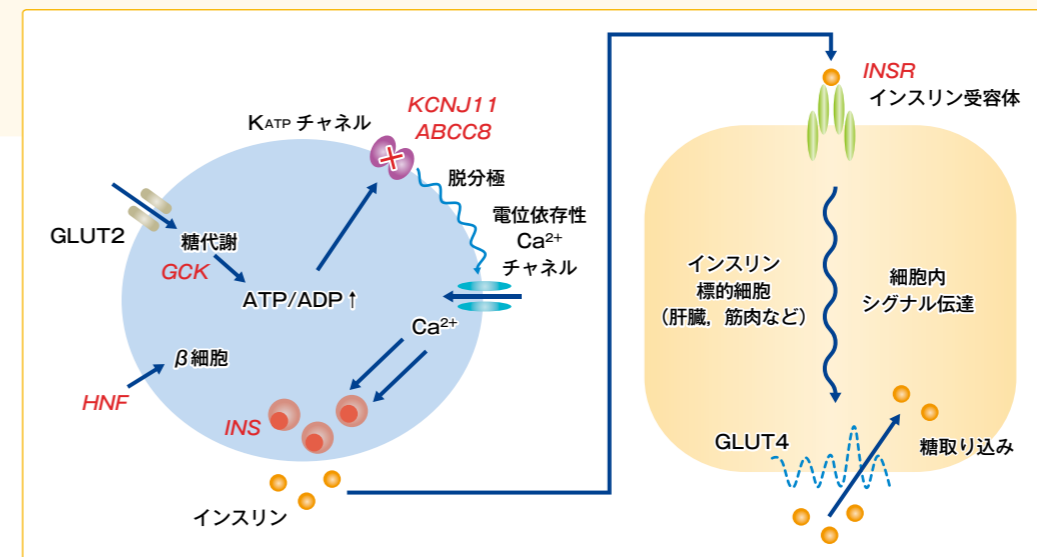 KATP チャネル
KCNJ11
ABCC8
脱分極
電位依存性
Ca²⁺
チャネル
GLUT2
糖代謝
GCK
ATP/ADP↑
Ca²⁺
β細胞
HNF
INS
インスリン
INSR
インスリン受容体
インスリン
標的細胞
（肝臓，筋肉など）
細胞内
シグナル伝達
GLUT4
糖取り込み